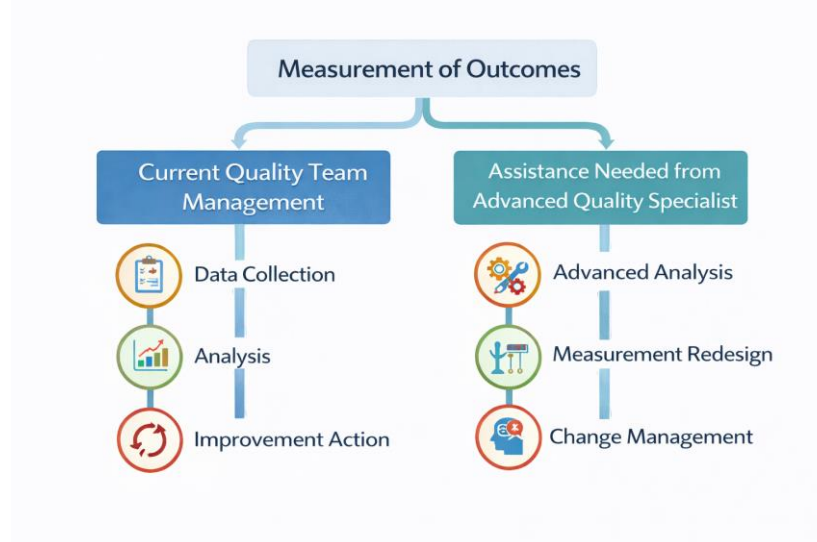 Measurement of Outcomes
Current Quality Team
Management
Assistance Needed from
Advanced Quality Specialist
Data Collection
Analysis
Improvement Action
Advanced Analysis
Measurement Redesign
Change Management